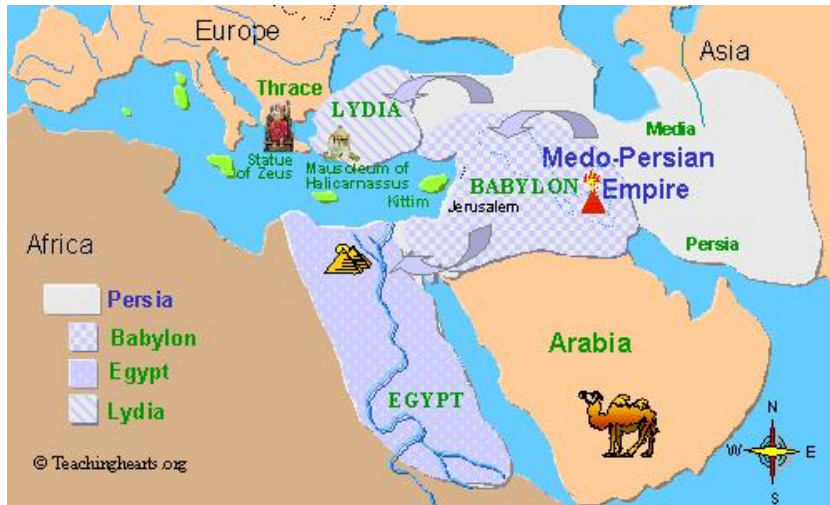 Europe
Asia
Thrace
LYDIA
Media
Statue
of Zeus
Mausoleum of
Halicarnassus
Medo-Persian
Empire
BABYLON
Kittim
Jerusalem
Africa
Persia
Persia
Babylon
Egypt
Lydia
Arabia
EGYPT
N
W
E
S
© Teachinghearts.org